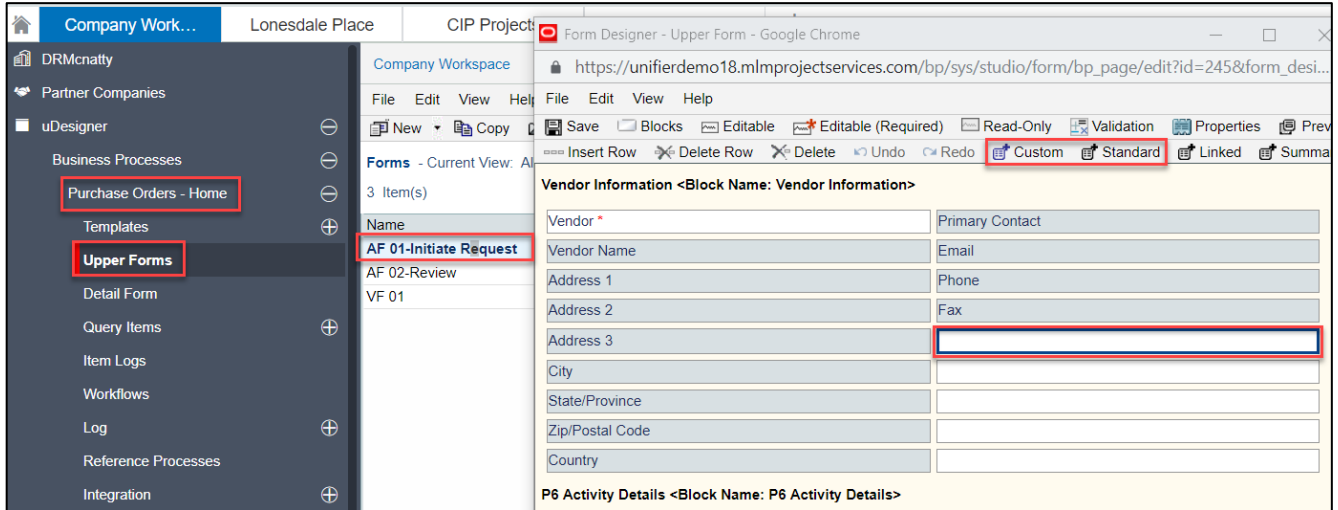 Company Work… Lonesdale Place CIP Projects
DRMcnatty
Partner Companies
uDesigner
Business Processes
Purchase Orders - Home
Templates
Upper Forms
Detail Form
Query Items
Item Logs
Workflows
Log
Reference Processes
Integration
Company Workspace
File Edit View Help
New Copy
Forms - Current View:
3 Item(s)
Name
AF 01-Initiate Request
AF 02-Review
VF 01
Form Designer - Upper Form - Google Chrome
https://unifierdemo18.mlmprojectservices.com/bp/sys/studio/form/bp_page/edit?id=245&form_desi...
File Edit View Help
Save Blocks Editable Editable (Required) Read-Only Validation Properties Prev
Insert Row Delete Row Delete Undo Redo Custom Standard Linked Summa
Vendor Information <Block Name: Vendor Information>
Vendor * Primary Contact
Vendor Name Email
Address 1 Phone
Address 2 Fax
Address 3
City
State/Province
Zip/Postal Code
Country
P6 Activity Details <Block Name: P6 Activity Details>